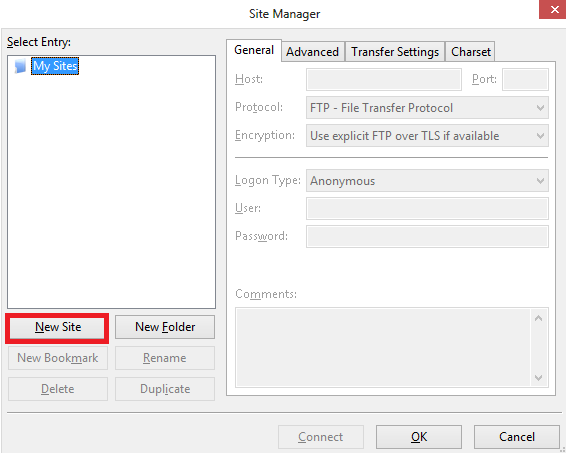 Site Manager
Select Entry:
My Sites
New Site
New Folder
New Bookmark
Rename
Delete
Duplicate
General
Advanced
Transfer Settings
Charset
Host:
Port:
Protocol:
FTP - File Transfer Protocol
Encryption:
Use explicit FTP over TLS if available
Logon Type:
Anonymous
User:
Password:
Comments:
Connect
OK
Cancel